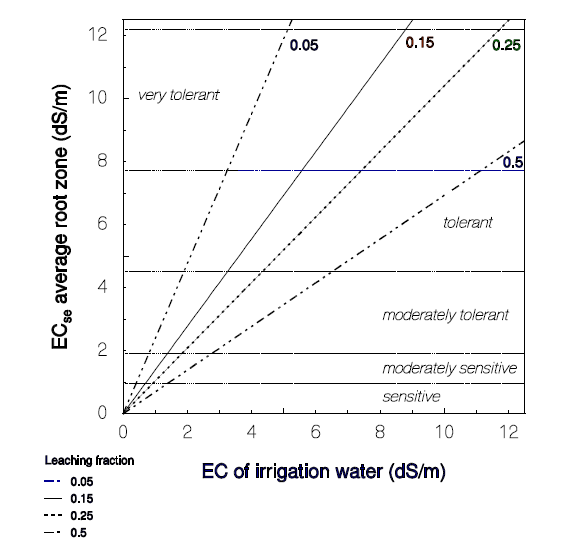 12
0.05
0.15
0.25
very tolerant
10
8
0.5
6
tolerant
4
moderately tolerant
2
moderately sensitive
sensitive
0
0 2 4 6 8 10 12
ECse average root zone (dS/m)
EC of irrigation water (dS/m)
Leaching fraction
0.05
0.15
0.25
0.5